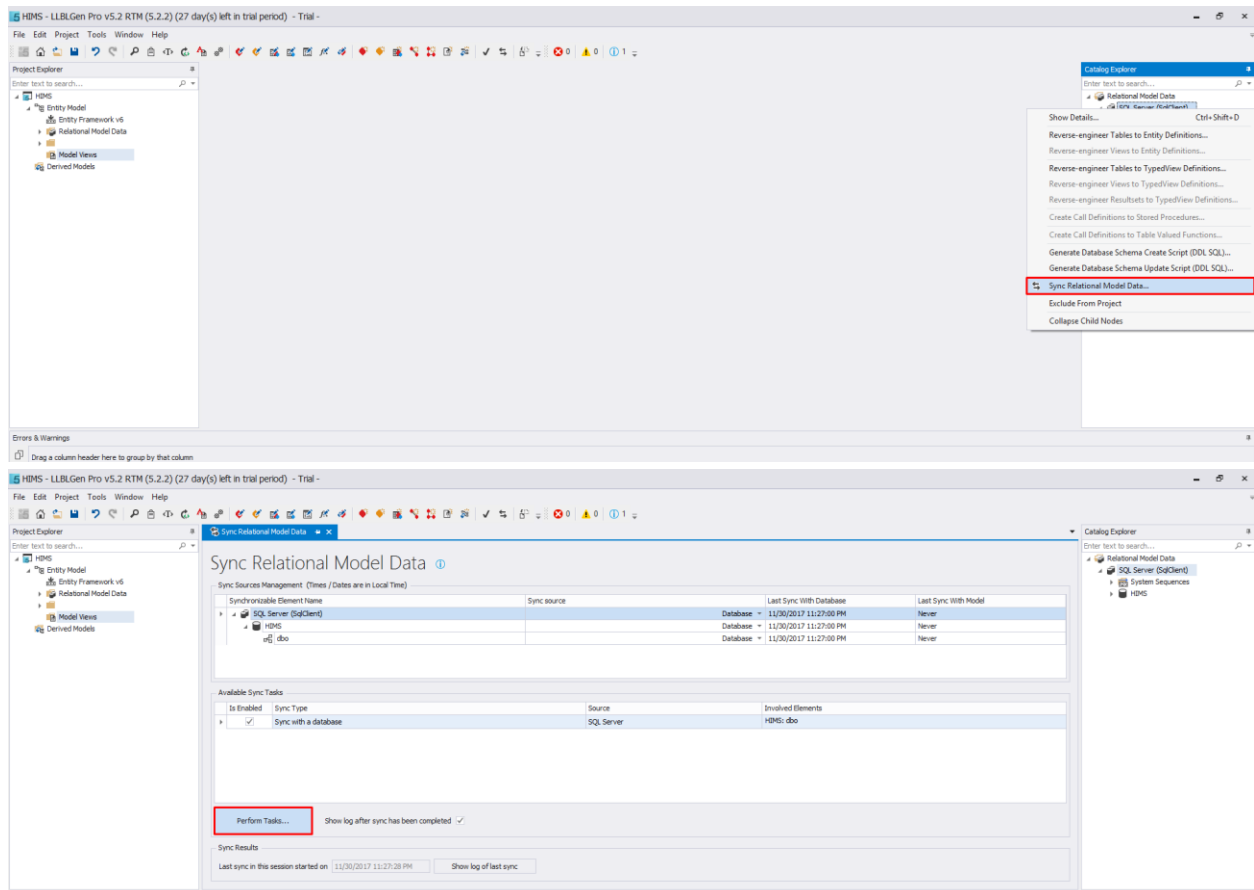 HIMS - LLBLGen Pro v5.2 RTM (5.2.2) (27 day(s) left in trial period) - Trial -
File Edit Project Tools Window Help
0 0 1
Project Explorer
Catalog Explorer
Enter text to search...
Enter text to search...
HIMS
Relational Model Data
Entity Model
SQL Server (SqlClient)
Entity Framework v6
Relational Model Data
Model Views
Derived Models
Show Details... Ctrl+Shift+D
Reverse-engineer Tables to Entity Definitions...
Reverse-engineer Views to Entity Definitions...
Reverse-engineer Tables to TypedView Definitions...
Reverse-engineer Views to TypedView Definitions...
Reverse-engineer Resultsets to TypedView Definitions...
Create Call Definitions to Stored Procedures...
Create Call Definitions to Table Valued Functions...
Generate Database Schema Create Script (DDL SQL)...
Generate Database Schema Update Script (DDL SQL)...
Sync Relational Model Data...
Exclude From Project
Collapse Child Nodes
Errors & Warnings
Drag a column header here to group by that column
HIMS - LLBLGen Pro v5.2 RTM (5.2.2) (27 day(s) left in trial period) - Trial -
File Edit Project Tools Window Help
0 0 1
Project Explorer
Enter text to search...
HIMS
Entity Model
Entity Framework v6
Relational Model Data
Model Views
Derived Models
Sync Relational Model Data
Sync Relational Model Data
Sync Sources Management (Times / Dates are in Local Time)
Synchronizable Element Name Sync source Last Sync With Database Last Sync With Model
SQL Server (SqlClient) Database 11/30/2017 11:27:00 PM Never
HIMS Database 11/30/2017 11:27:00 PM Never
dbo Database 11/30/2017 11:27:00 PM Never
Available Sync Tasks
Is Enabled Sync Type Source Involved Elements
Sync with a database SQL Server HIMS: dbo
Perform Tasks... Show log after sync has been completed
Sync Results
Last sync in this session started on 11/30/2017 11:27:28 PM Show log of last sync
Catalog Explorer
Enter text to search...
Relational Model Data
SQL Server (SqlClient)
System Sequences
HIMS